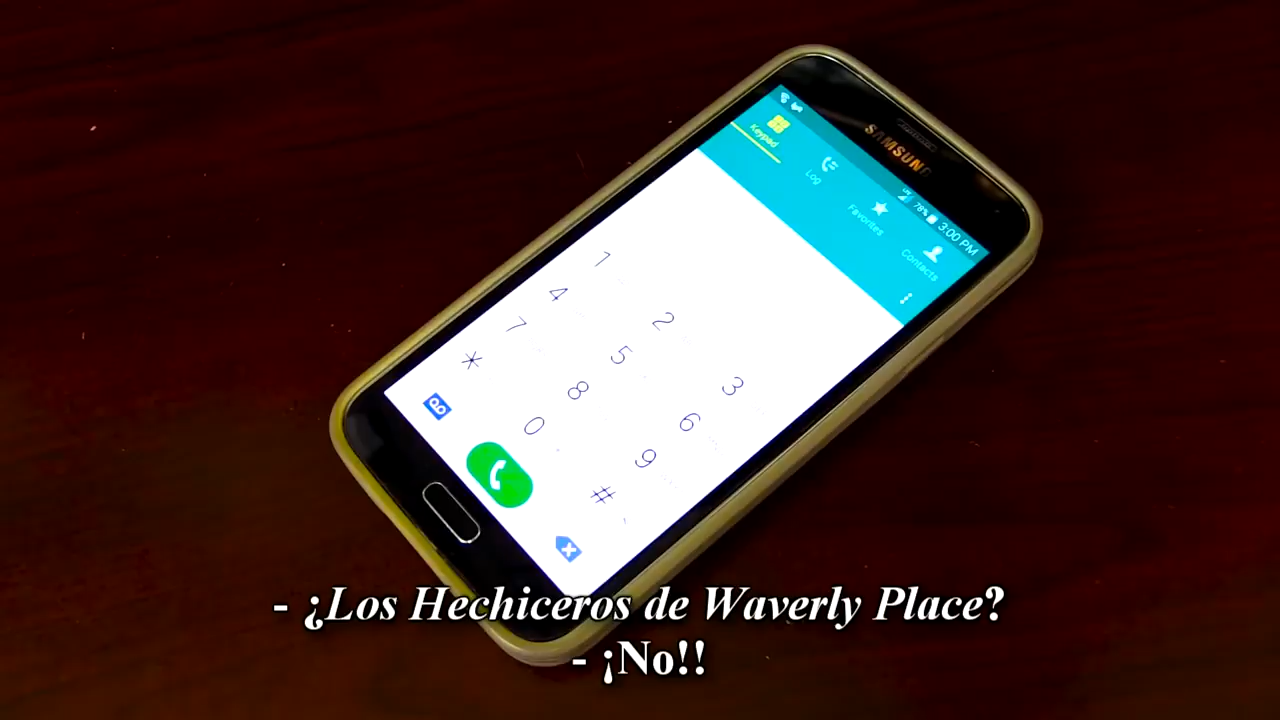 SAMSUNG
78% 3:00 PM
Keypad
Log
Favorites
Contacts
1
2
3
4
5
6
7
8
9
*
0
#
- ¿Los Hechiceros de Waverly Place?
- ¡No!!